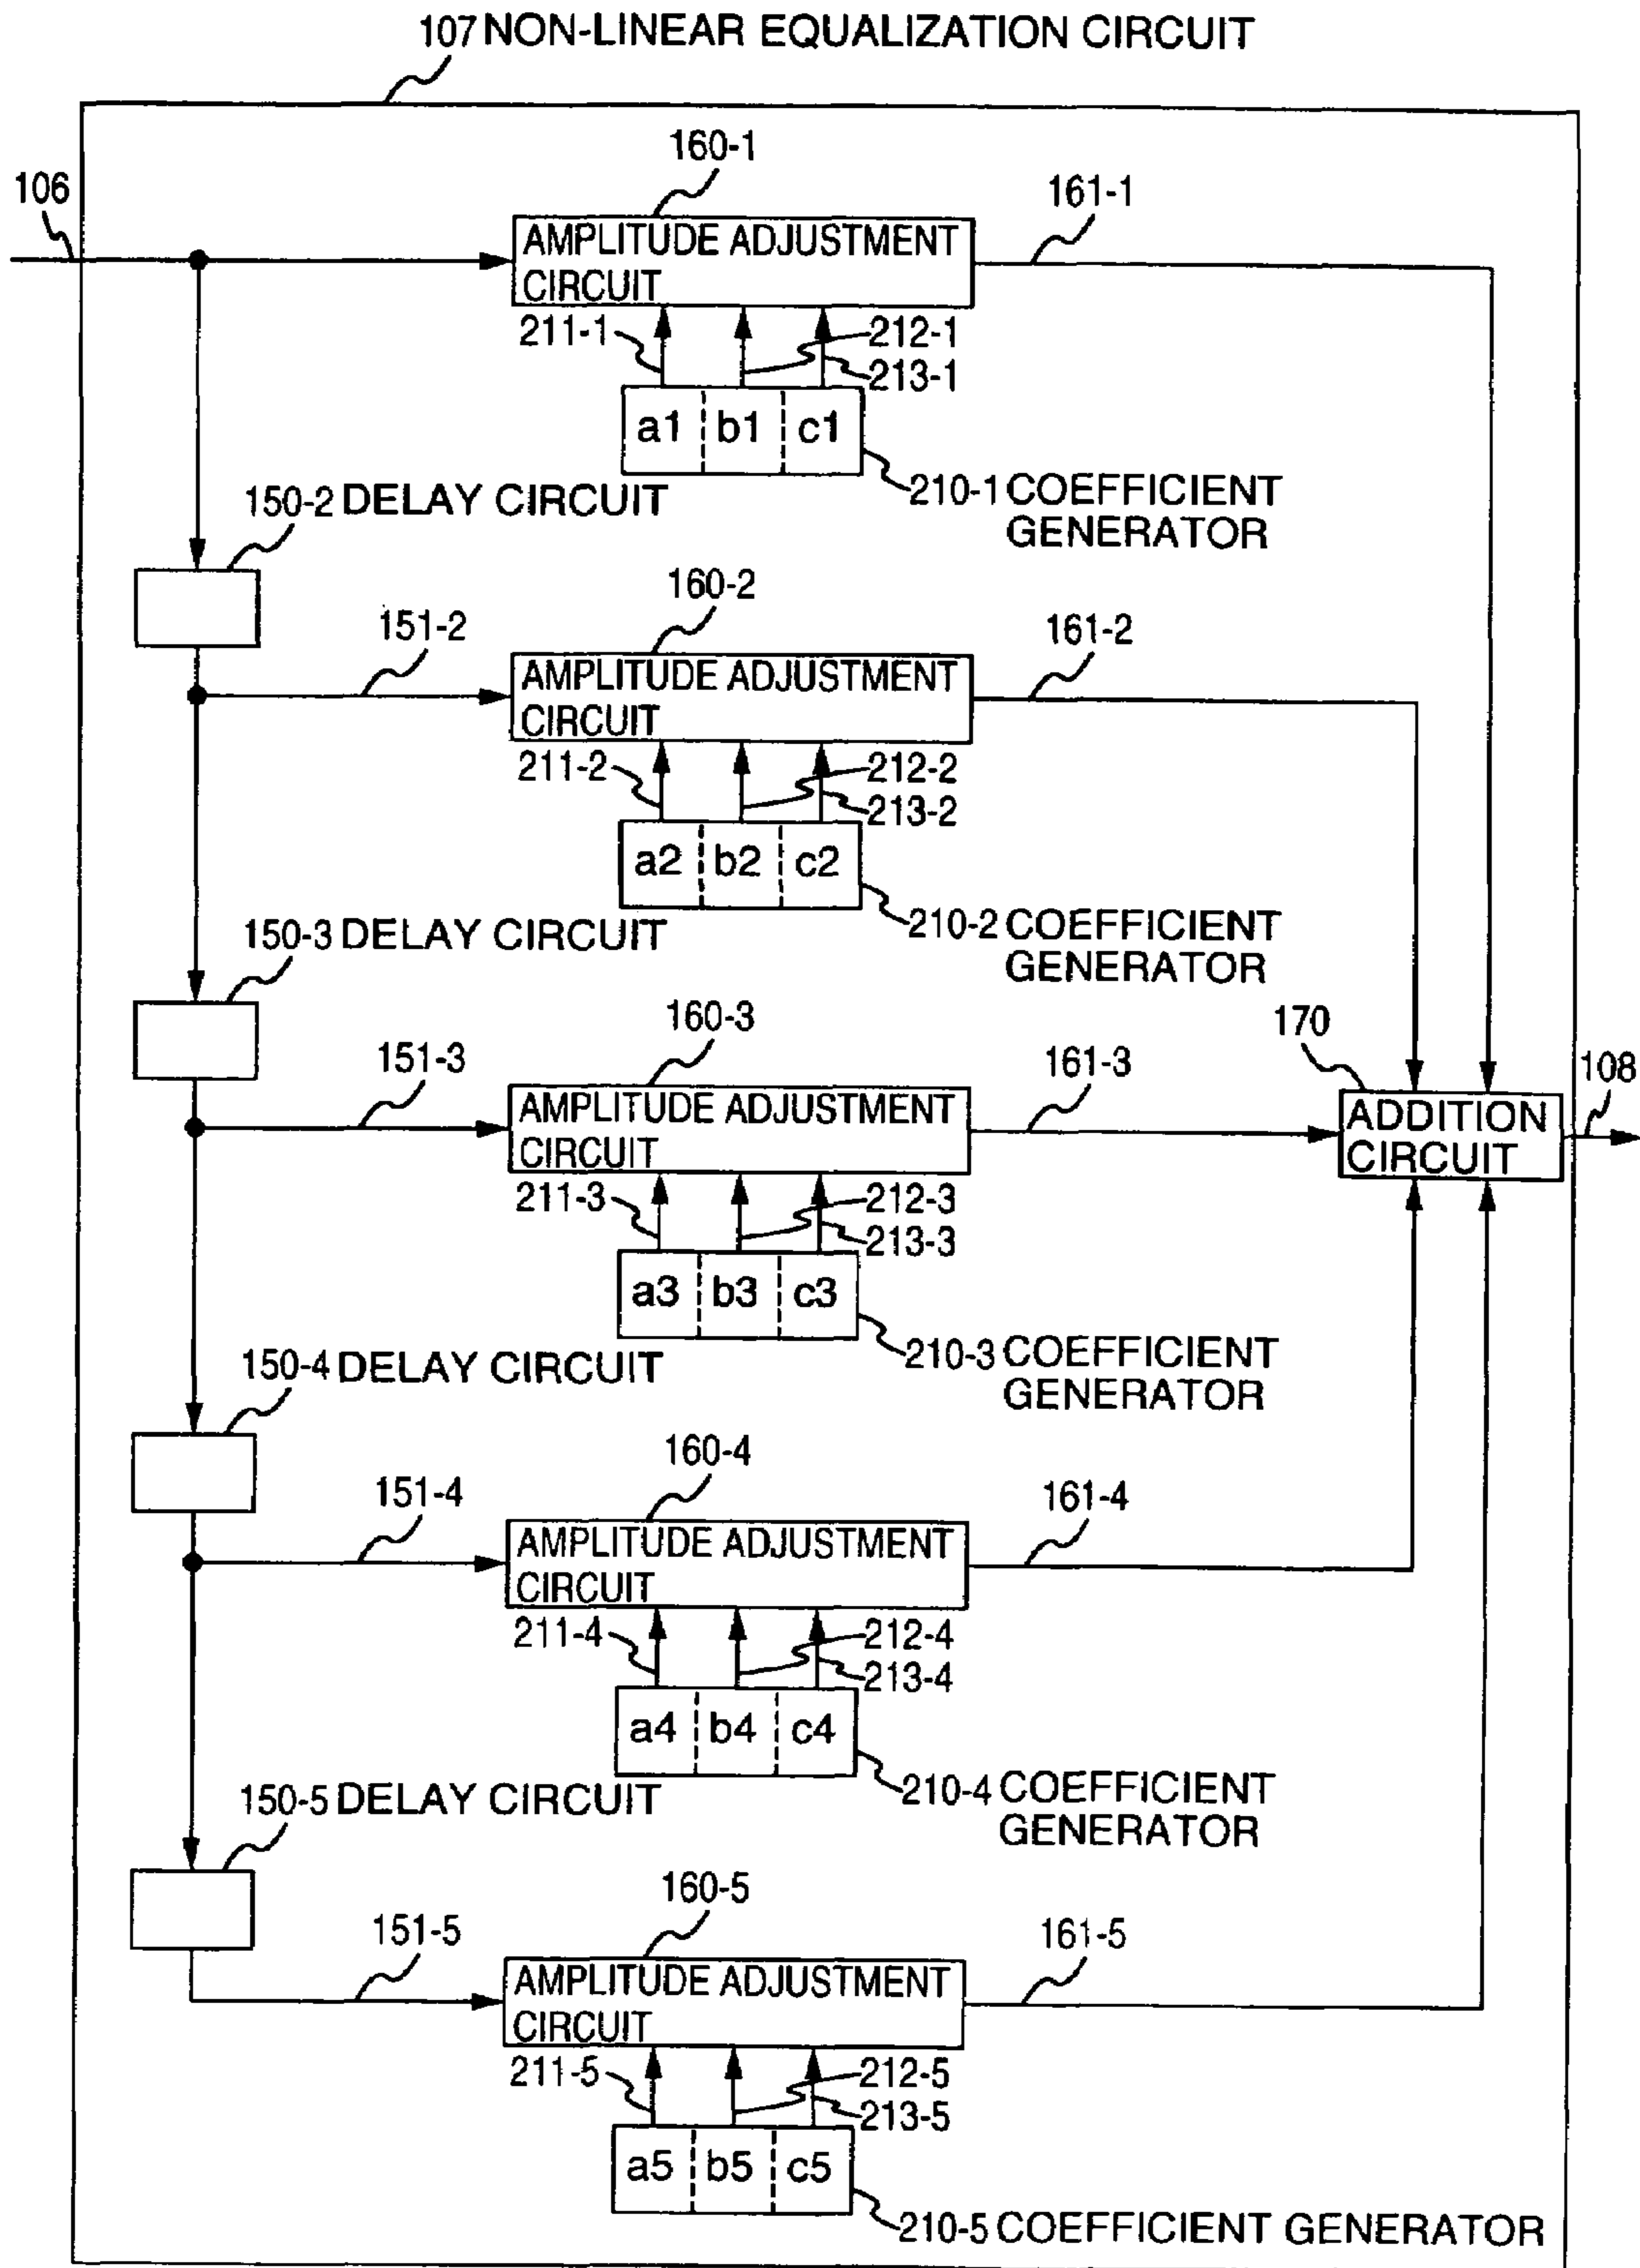 107 NON-LINEAR EQUALIZATION CIRCUIT
160-1
106
161-1
AMPLITUDE ADJUSTMENT
CIRCUIT
211-1
212-1
213-1
a1 b1 c1
150-2 DELAY CIRCUIT
210-1 COEFFICIENT
GENERATOR
160-2
151-2
161-2
AMPLITUDE ADJUSTMENT
CIRCUIT
211-2
212-2
213-2
a2 b2 c2
150-3 DELAY CIRCUIT
210-2 COEFFICIENT
GENERATOR
160-3
170
151-3
161-3
108
AMPLITUDE ADJUSTMENT
CIRCUIT
ADDITION
CIRCUIT
211-3
212-3
213-3
a3 b3 c3
150-4 DELAY CIRCUIT
210-3 COEFFICIENT
GENERATOR
160-4
151-4
161-4
AMPLITUDE ADJUSTMENT
CIRCUIT
211-4
212-4
213-4
a4 b4 c4
150-5 DELAY CIRCUIT
210-4 COEFFICIENT
GENERATOR
160-5
151-5
161-5
AMPLITUDE ADJUSTMENT
CIRCUIT
211-5
212-5
213-5
a5 b5 c5
210-5 COEFFICIENT GENERATOR